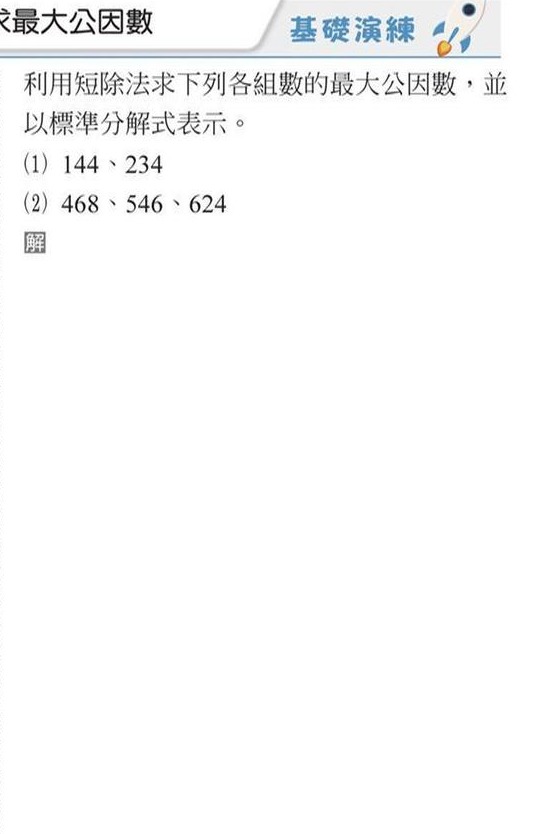 求最大公因數
基礎演練
利用短除法求下列各組數的最大公因數，並
以標準分解式表示。
⑴ 144、234
⑵ 468、546、624
解